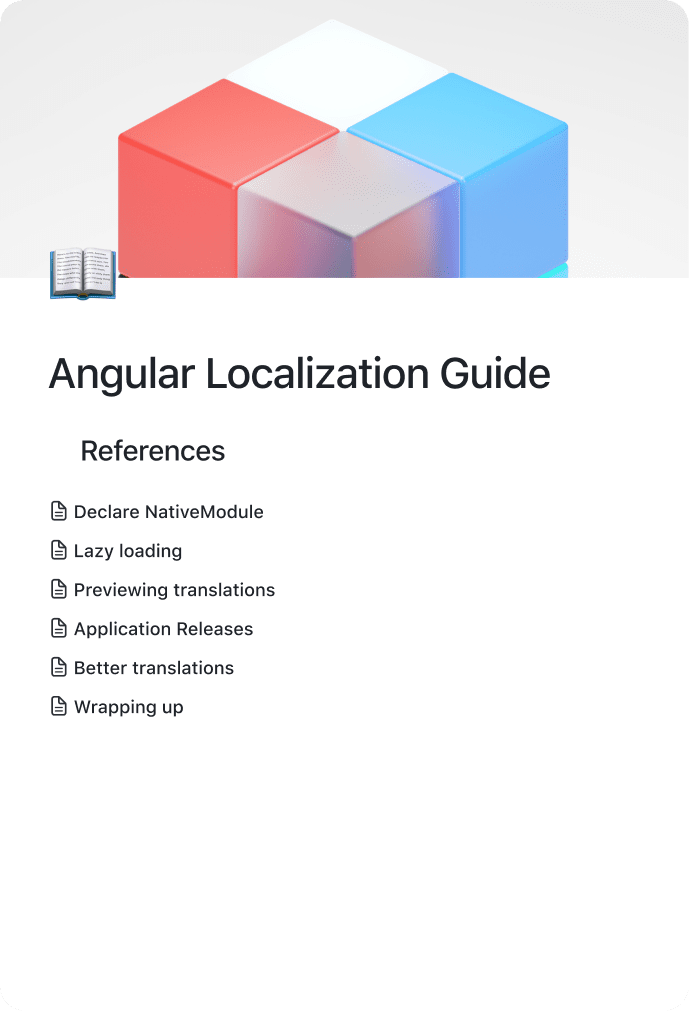 Angular Localization Guide
References
Declare NativeModule
Lazy loading
Previewing translations
Application Releases
Better translations
Wrapping up